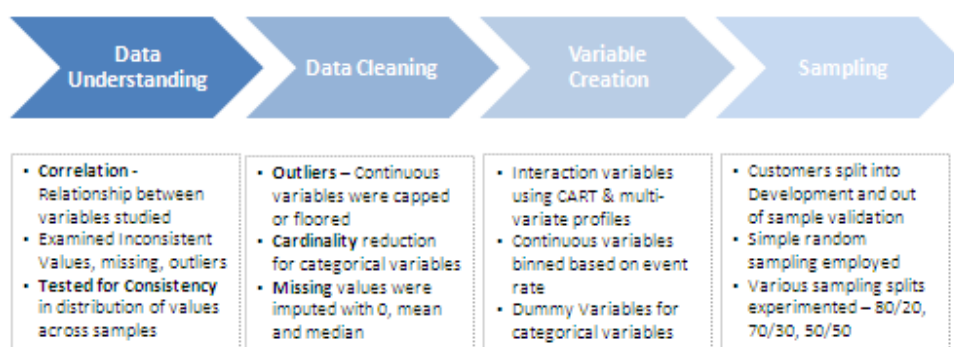 Data
Understanding
Data Cleaning
Variable
Creation
Sampling
• Correlation -
Relationship between
variables studied
• Examined Inconsistent
Values, missing, outliers
• Tested for Consistency
in distribution of values
across samples
• Outliers – Continuous
variables were capped
or floored
• Cardinality reduction
for categorical variables
• Missing values were
imputed with 0, mean
and median
• Interaction variables
using CART & multi-
variate profiles
• Continuous variables
binned based on event
rate
• Dummy Variables for
categorical variables
• Customers split into
Development and out
of sample validation
• Simple random
sampling employed
• Various sampling splits
experimented – 80/20,
70/30, 50/50